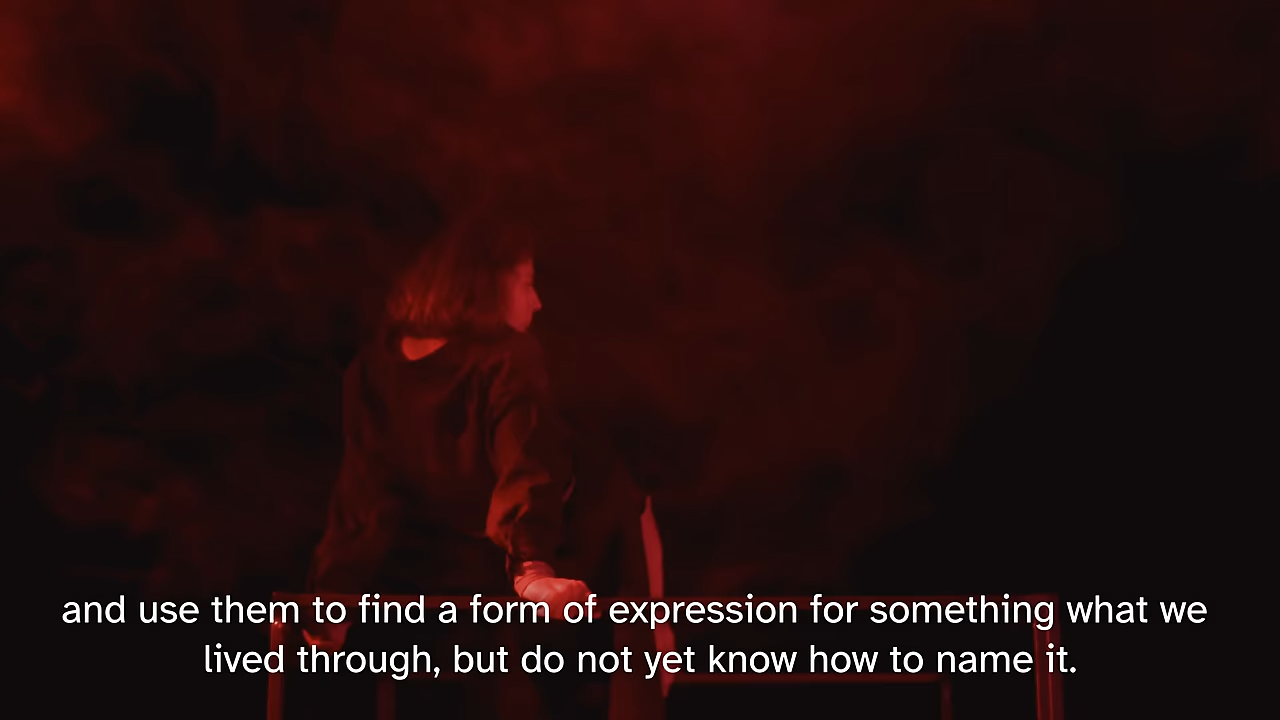 and use them to find a form of expression for something what we
lived through, but do not yet know how to name it.